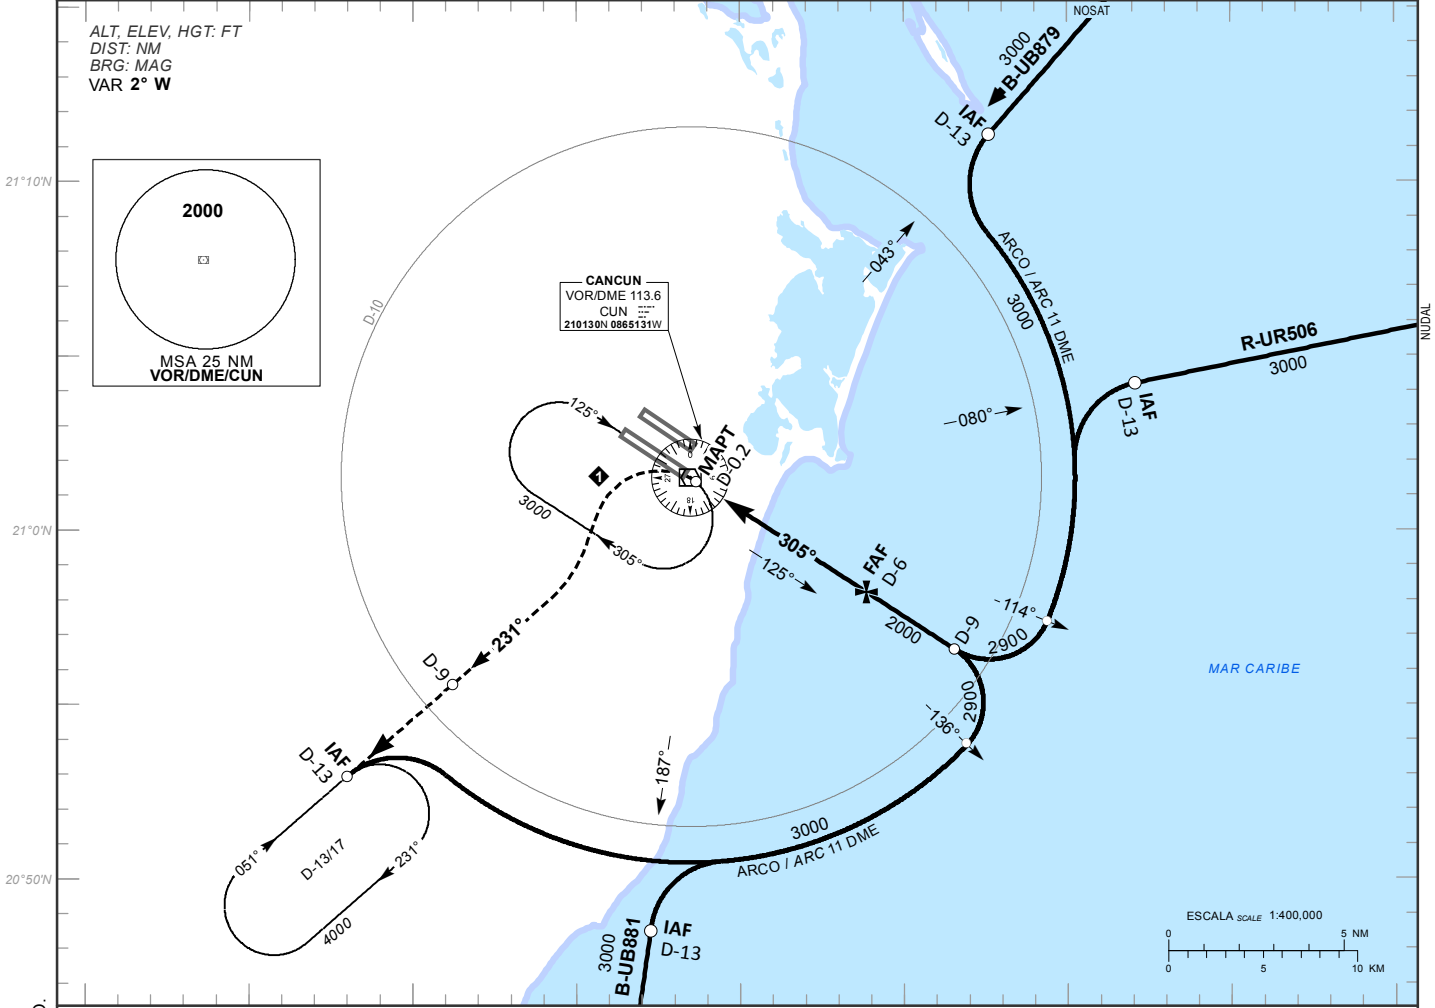 ALT, ELEV, HGT: FT
DIST: NM
BRG: MAG
VAR 2° W
NOSAT
3000
B-UB879
IAF
D-13
21°10'N
2000
MSA 25 NM
VOR/DME/CUN
D-10
CANCUN
VOR/DME 113.6
CUN
210130N 0865131W
043°
ARCO / ARC 11 DME
3000
NUDAL
R-UR506
3000
IAF
D-13
080°
125°
3000
305°
1
0
27
18
MAPT
D-0.2
21°0'N
305°
125°
FAF
D-6
2000
D-9
114°
2900
2900
136°
MAR CARIBE
231°
D-9
IAF
D-13
187°
051°
D-13/17
231°
4000
3000
ARCO / ARC 11 DME
20°50'N
3000
B-UB881
IAF
D-13
ESCALA SCALE 1:400,000
0 5 NM
0 5 10 KM